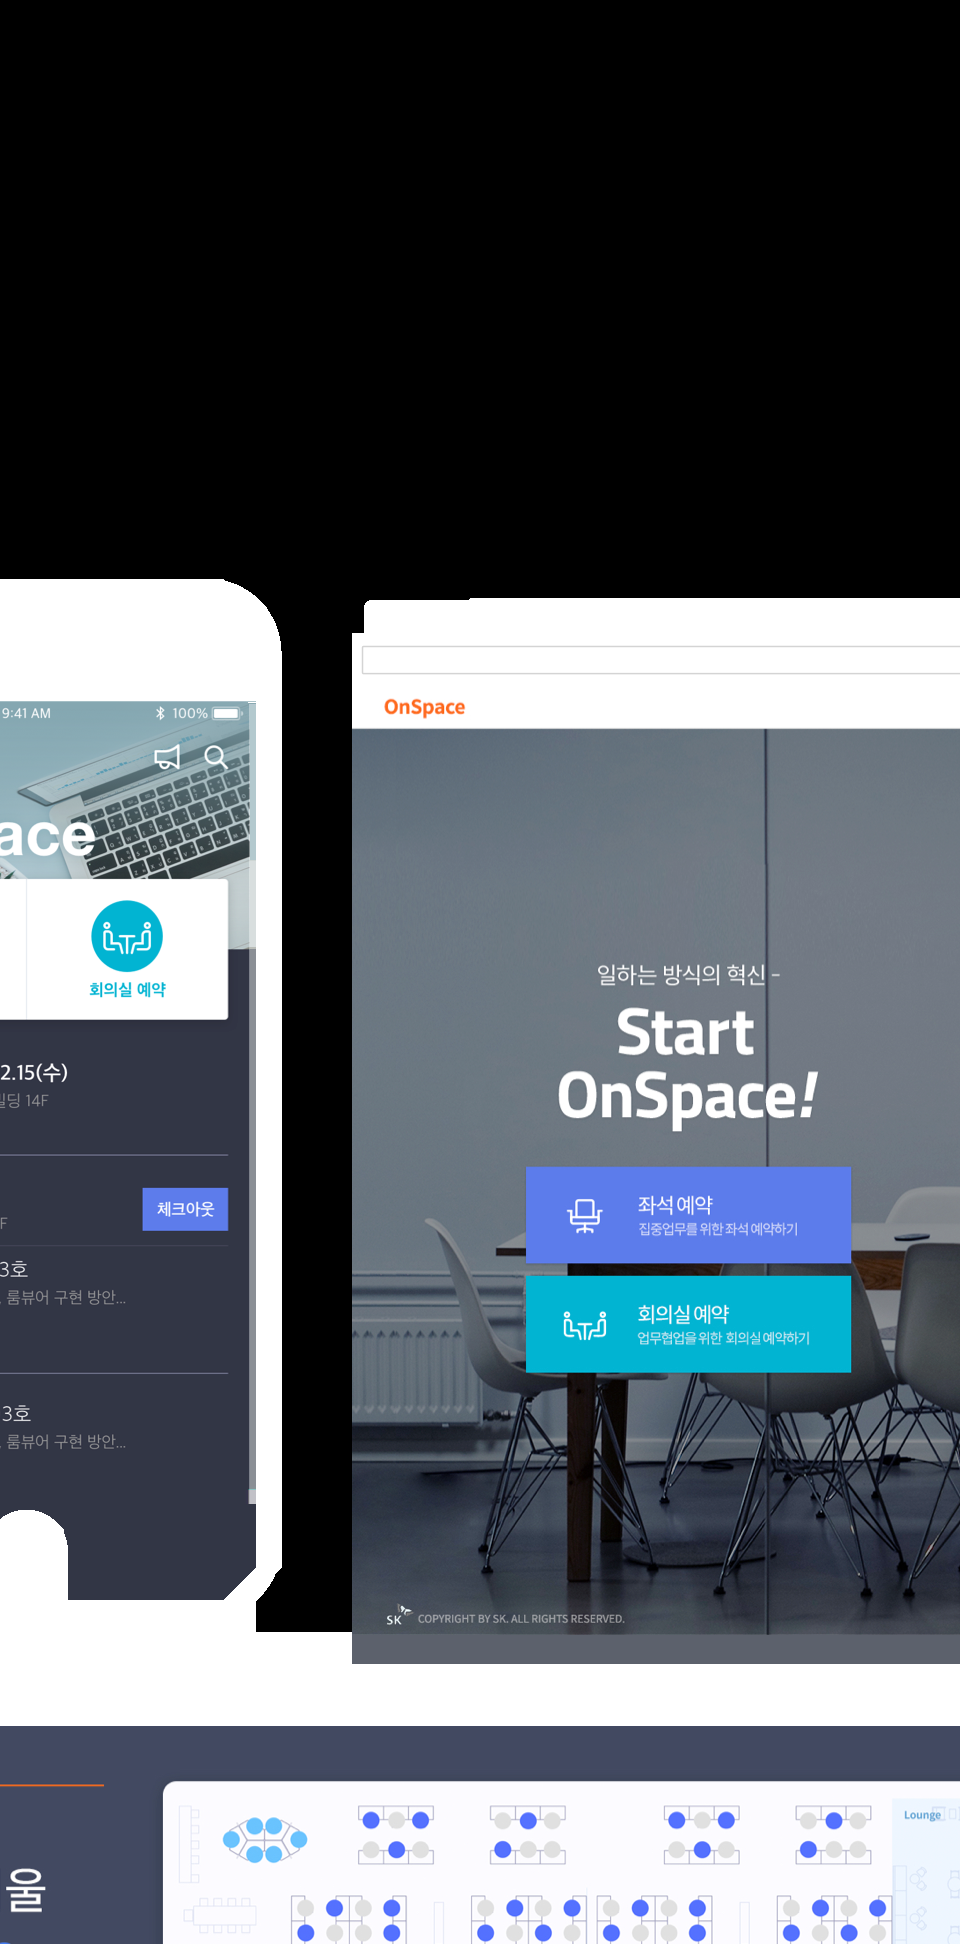 9:41 AM
100%
ace
회의실 예약
2.15(수)
빌딩 14F
F
체크아웃
3호
룸뷰어 구현 방안...
3호
룸뷰어 구현 방안...
OnSpace
일하는 방식의 혁신 -
Start
OnSpace!
좌석 예약
집중업무를 위한 좌석 예약하기
회의실 예약
업무협업을 위한 회의실 예약하기
SK COPYRIGHT BY SK. ALL RIGHTS RESERVED.
울
Lounge